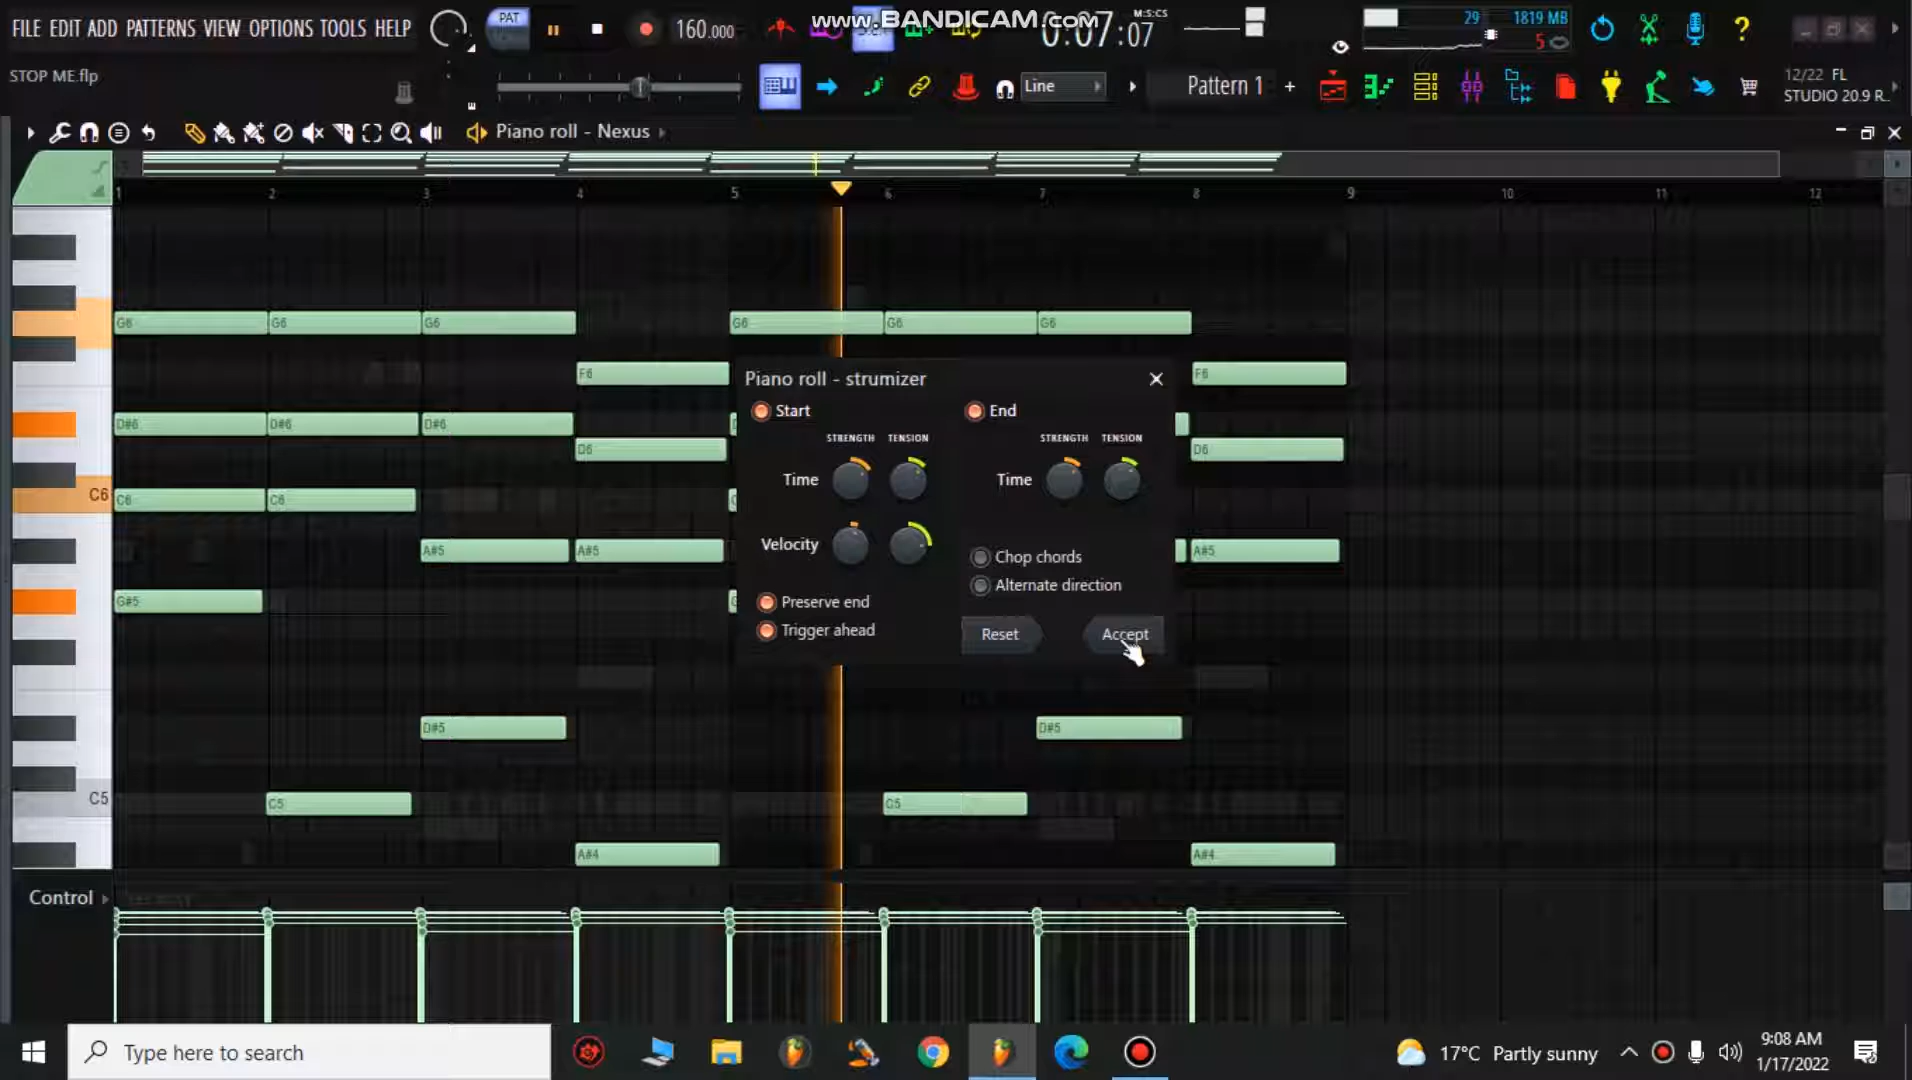 www.BANDICAM.com
FILE EDIT ADD PATTERNS VIEW OPTIONS TOOLS HELP
PAT
160.000
0:07:07
M:S:CS
29
1819 MB
5
STOP ME.flp
Line
Pattern 1
+
12/22 FL
STUDIO 20.9 R..
Piano roll - Nexus
1 2 3 4 5 6 7 8 9 10 11 12
G6 G6 G6 G6 G6 G6
F6 F6
D#6 D#6 D#6
D6 D6
C6 C6 C6
A#5 A#5 A#5
G#5
D#5 D#5
C5 C5 C5
A#4 A#4
Piano roll - strumizer
Start
End
STRENGTH TENSION
STRENGTH TENSION
Time
Time
Velocity
Chop chords
Alternate direction
Preserve end
Trigger ahead
Reset
Accept
Control
Type here to search
17°C Partly sunny
9:08 AM
1/17/2022